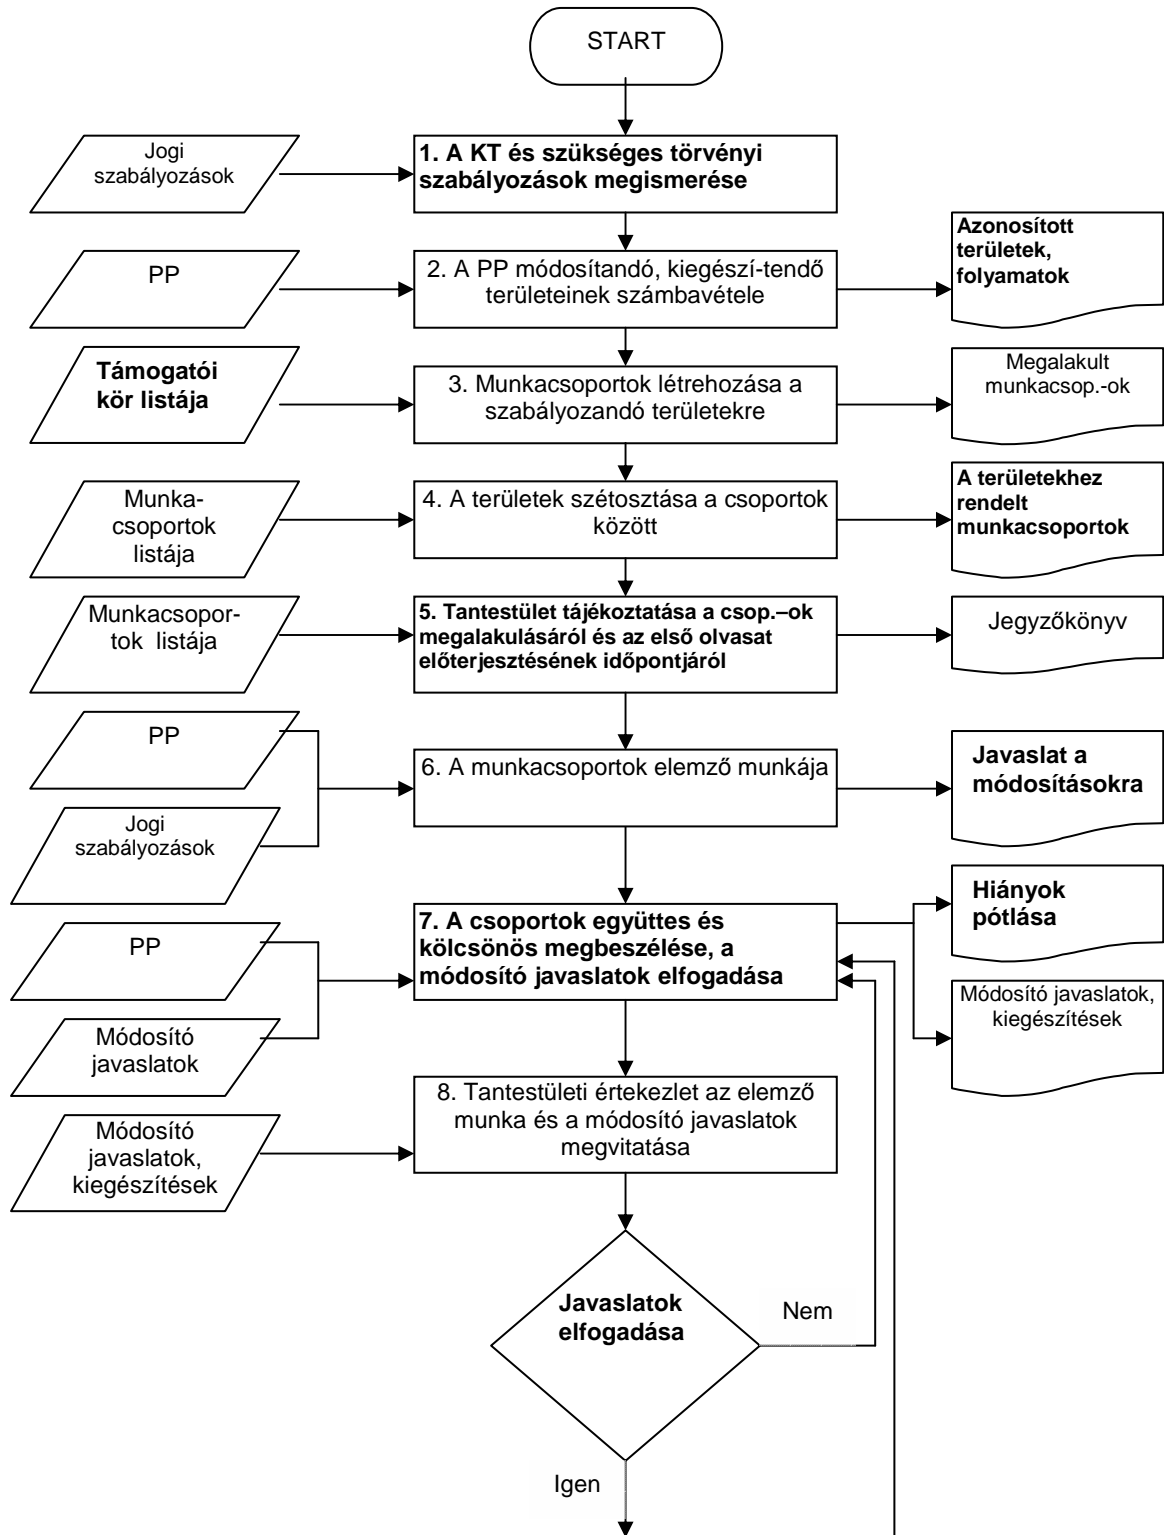 START
Jogi
szabályozások
1. A KT és szükséges törvényi
szabályozások megismerése
PP
2. A PP módosítandó, kiegészí-tendő
területeinek számbavétele
Azonosított
területek,
folyamatok
Támogatói
kör listája
3. Munkacsoportok létrehozása a
szabályozandó területekre
Megalakult
munkacsop.-ok
Munka-
csoportok
listája
4. A területek szétosztása a csoportok
között
A területekhez
rendelt
munkacsoportok
Munkacsopor-
tok listája
5. Tantestület tájékoztatása a csop.–ok
megalakulásáról és az első olvasat
előterjesztésének időpontjáról
Jegyzőkönyv
PP
Jogi
szabályozások
6. A munkacsoportok elemző munkája
Javaslat a
módosításokra
PP
Módosító
javaslatok
7. A csoportok együttes és
kölcsönös megbeszélése, a
módosító javaslatok elfogadása
Hiányok
pótlása
Módosító javaslatok,
kiegészítések
Módosító
javaslatok,
kiegészítések
8. Tantestületi értekezlet az elemző
munka és a módosító javaslatok
megvitatása
Javaslatok
elfogadása
Nem
Igen